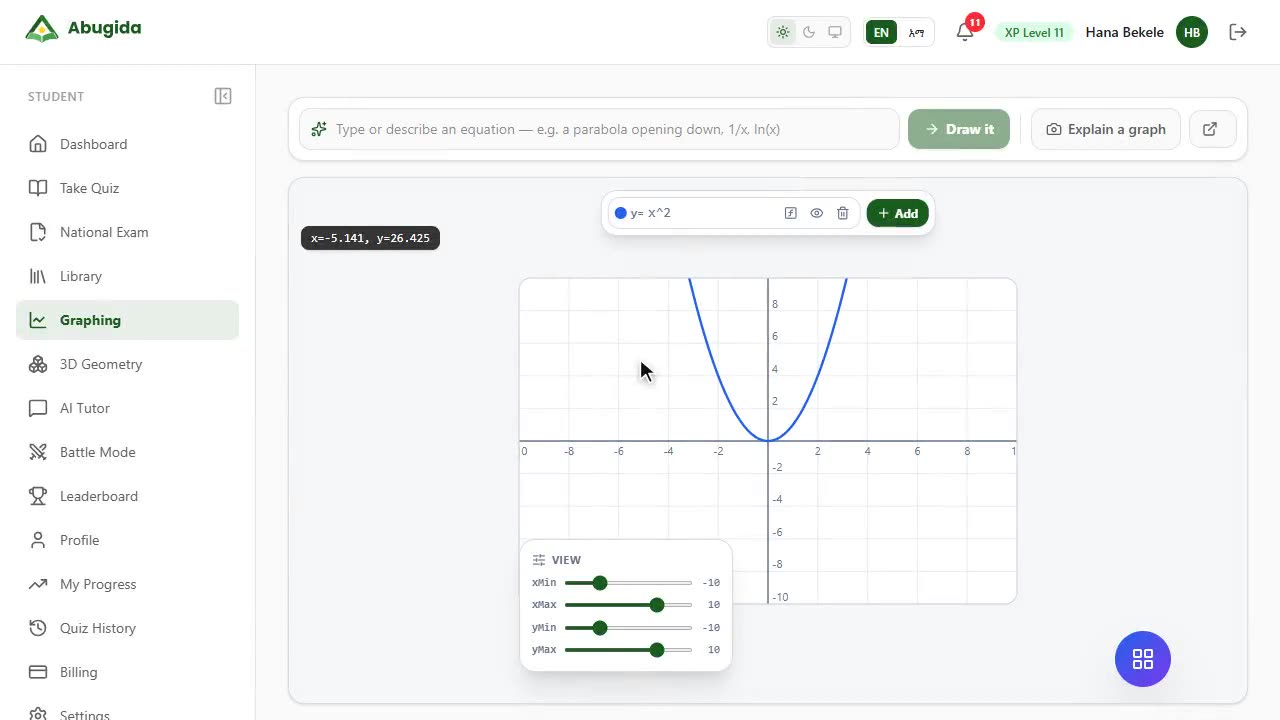 Abugida
EN
አማ
11
XP Level 11
Hana Bekele
HB
STUDENT
Dashboard
Take Quiz
National Exam
Library
Graphing
3D Geometry
AI Tutor
Battle Mode
Leaderboard
Profile
My Progress
Quiz History
Billing
Settings
Type or describe an equation — e.g. a parabola opening down, 1/x, ln(x)
Draw it
Explain a graph
y= x^2
Add
x=-5.141, y=26.425
8
6
4
2
0 -8 -6 -4 -2 2 4 6 8 1
-2
-4
-6
-8
-10
VIEW
xMin -10
xMax 10
yMin -10
yMax 10